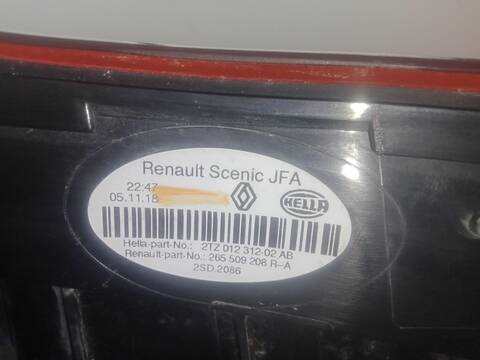 Renault Scenic JFA
22:47
05.11.18
HELLA
Hella-part-No.: 2TZ 012 312-02 AB
Renault-part-No.: 265 509 208 R-A
2SD.2086